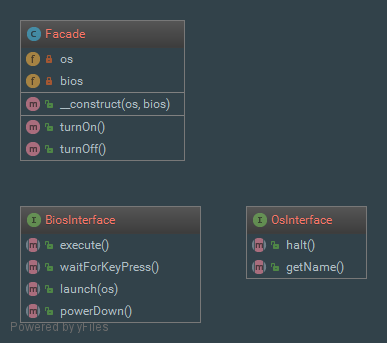 C Facade
f os
f bios
m __construct(os, bios)
m turnOn()
m turnOff()
I BiosInterface
m execute()
m waitForKeyPress()
m launch(os)
m powerDown()
I OsInterface
m halt()
m getName()
Powered by yFiles